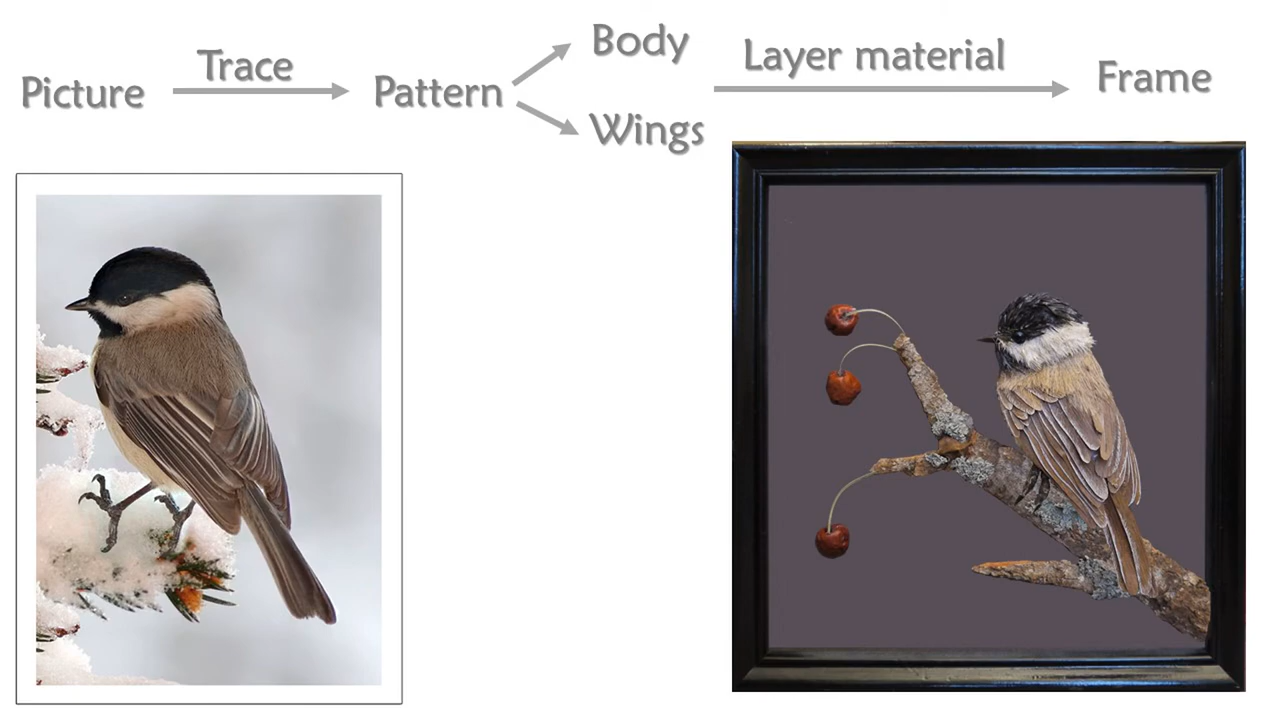 Picture
Trace
Pattern
Body
Wings
Layer material
Frame